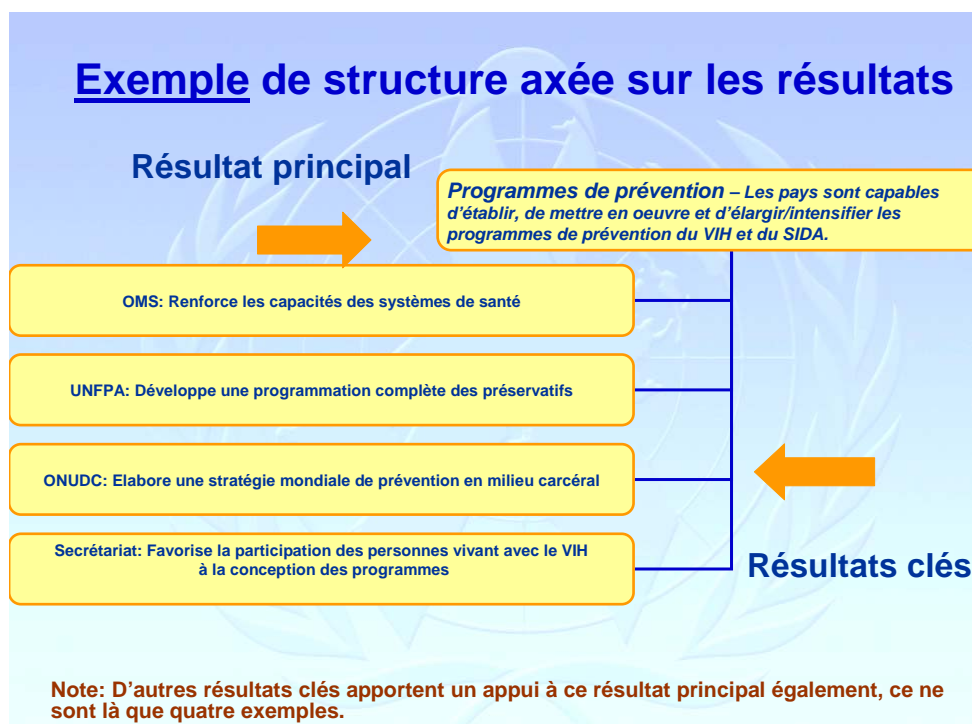 Exemple de structure axée sur les résultats
Résultat principal
Programmes de prévention – Les pays sont capables
d'établir, de mettre en oeuvre et d'élargir/intensifier les
programmes de prévention du VIH et du SIDA.
OMS: Renforce les capacités des systèmes de santé
UNFPA: Développe une programmation complète des préservatifs
ONUDC: Elabore une stratégie mondiale de prévention en milieu carcéral
Secrétariat: Favorise la participation des personnes vivant avec le VIH
à la conception des programmes
Résultats clés
Note: D'autres résultats clés apportent un appui à ce résultat principal également, ce ne
sont là que quatre exemples.